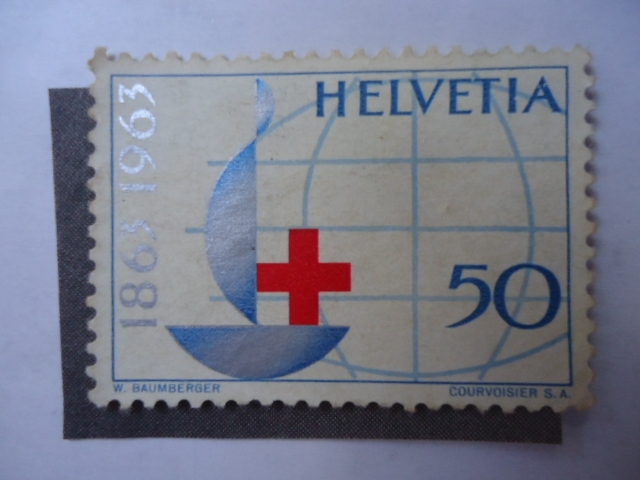 HELVETIA
1863 1963
50
W. BAUMBERGER
COURVOISIER S.A.